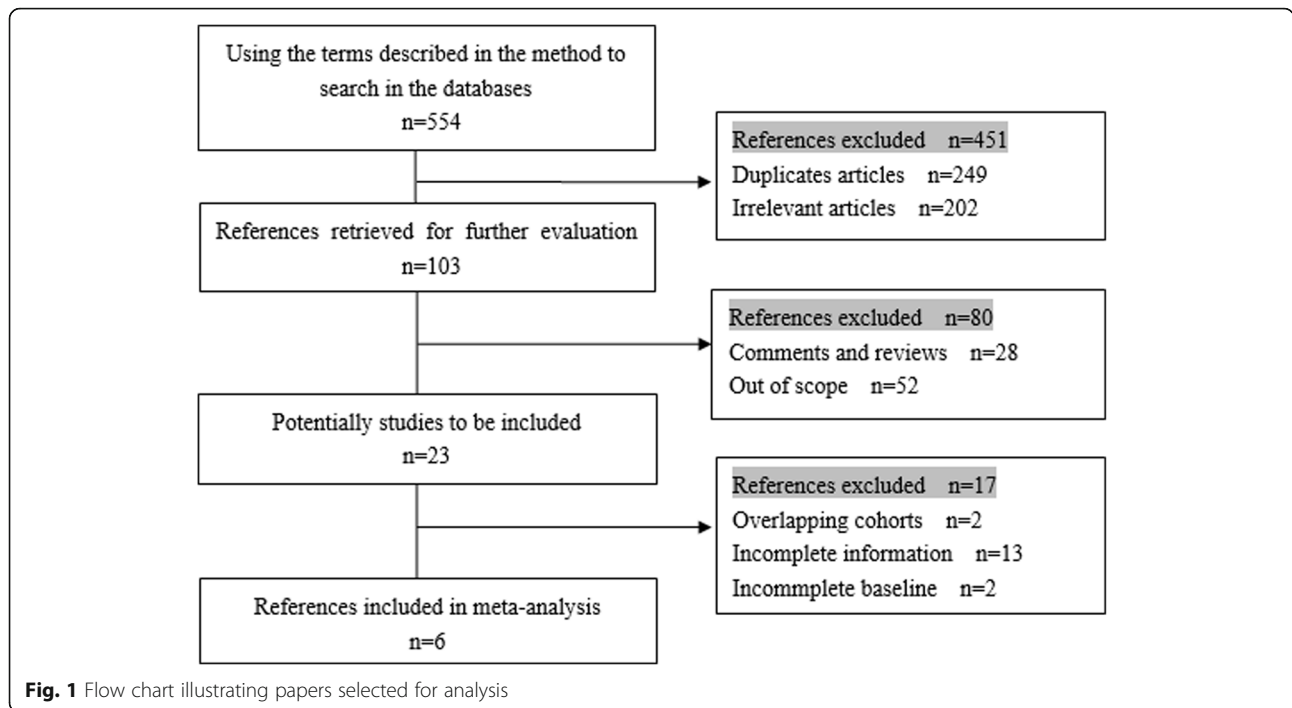 Using the terms described in the method to
search in the databases
n=554
References excluded n=451
Duplicates articles n=249
Irrelevant articles n=202
References retrieved for further evaluation
n=103
References excluded n=80
Comments and reviews n=28
Out of scope n=52
Potentially studies to be included
n=23
References excluded n=17
Overlapping cohorts n=2
Incomplete information n=13
Incommplete baseline n=2
References included in meta-analysis
n=6
Fig. 1 Flow chart illustrating papers selected for analysis